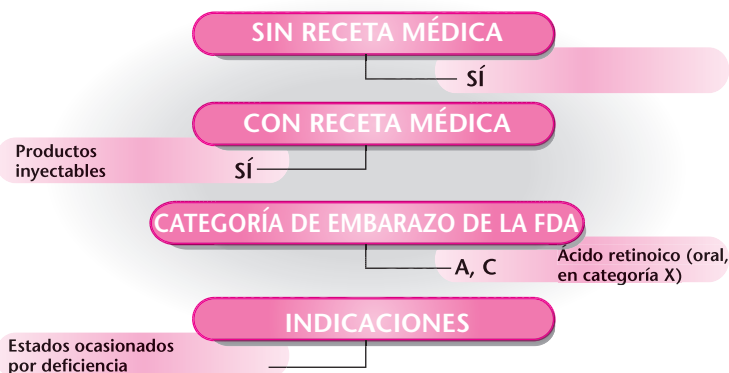 SIN RECETA MÉDICA
SÍ
CON RECETA MÉDICA
Productos
inyectables
SÍ
CATEGORÍA DE EMBARAZO DE LA FDA
A, C
Ácido retinoico (oral,
en categoría X)
INDICACIONES
Estados ocasionados
por deficiencia